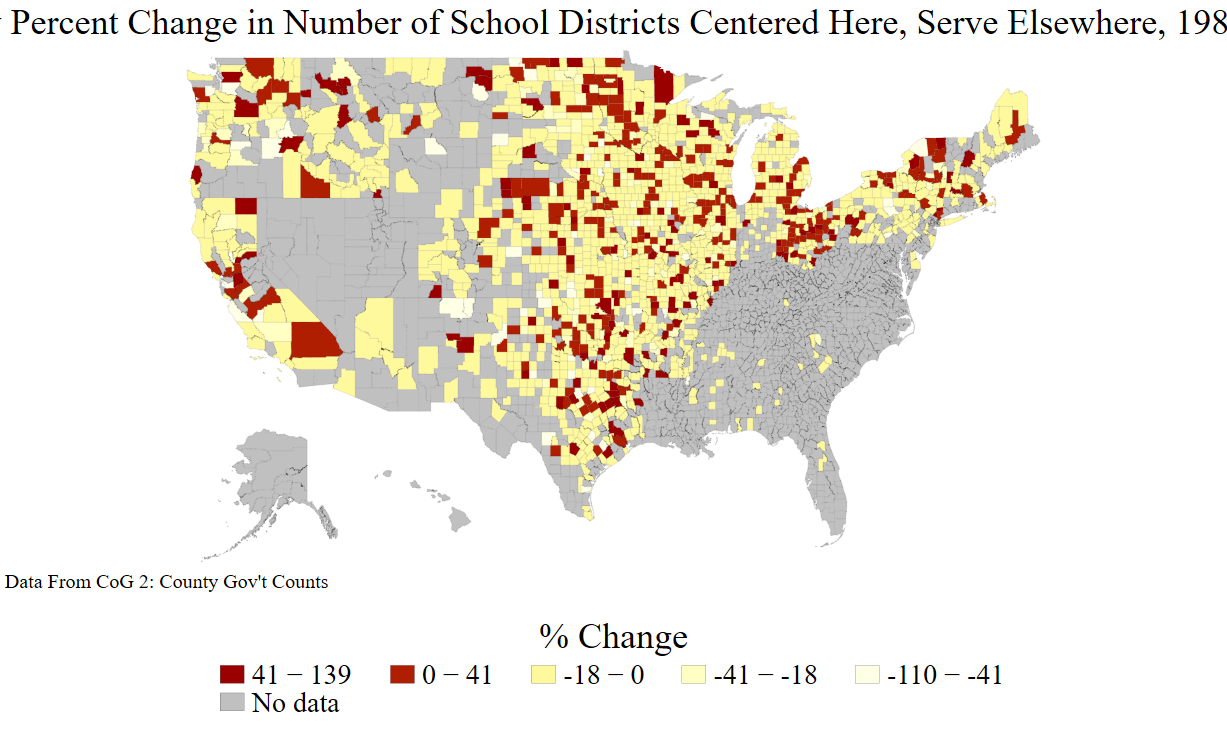 Percent Change in Number of School Districts Centered Here, Serve Elsewhere, 198
Data From CoG 2: County Gov't Counts
% Change
41 − 139 0 − 41 -18 − 0 -41 − -18 -110 − -41
No data